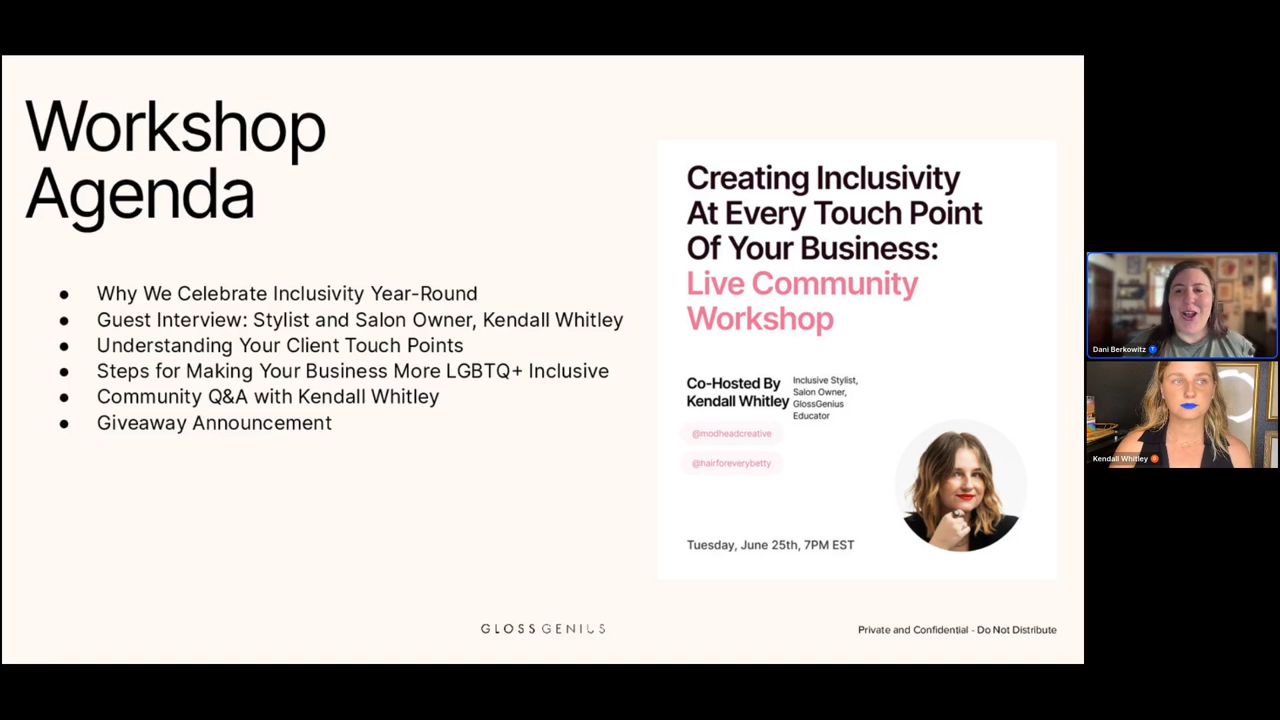 Workshop
Agenda
● Why We Celebrate Inclusivity Year-Round
● Guest Interview: Stylist and Salon Owner, Kendall Whitley
● Understanding Your Client Touch Points
● Steps for Making Your Business More LGBTQ+ Inclusive
● Community Q&A with Kendall Whitley
● Giveaway Announcement
Creating Inclusivity
At Every Touch Point
Of Your Business:
Live Community
Workshop
Co-Hosted By
Kendall Whitley
Inclusive Stylist,
Salon Owner,
GlossGenius
Educator
@modheadcreative
@hairforeverybetty
Tuesday, June 25th, 7PM EST
GLOSSGENIUS
Private and Confidential - Do Not Distribute
Dani Berkowitz
Kendall Whitley